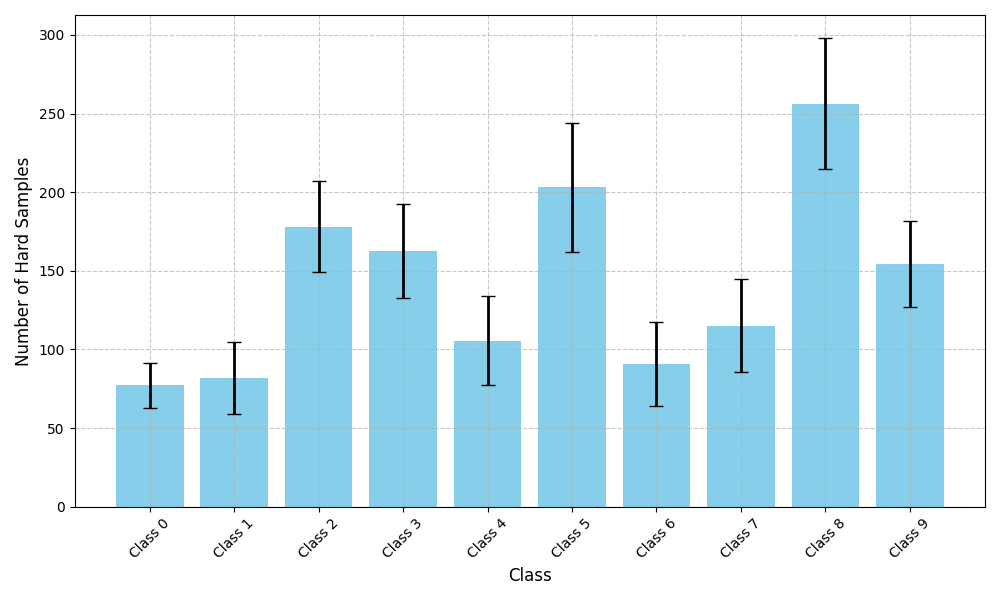 300
250
200
150
100
50
0
Number of Hard Samples
Class 0
Class 1
Class 2
Class 3
Class 4
Class 5
Class 6
Class 7
Class 8
Class 9
Class